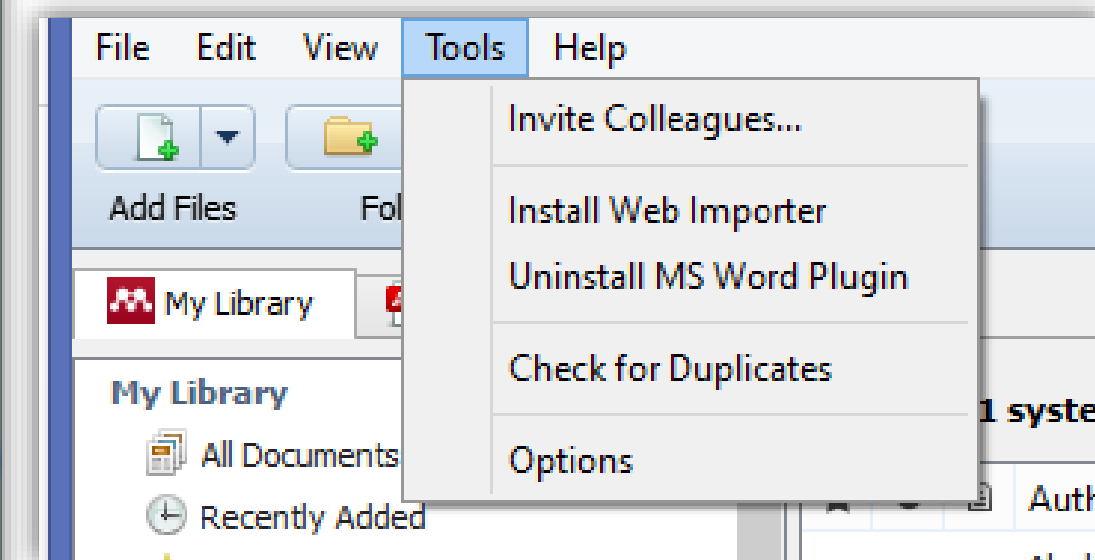 File Edit View Tools Help
Invite Colleagues...
Install Web Importer
Uninstall MS Word Plugin
Check for Duplicates
Options
Add Files
My Library
My Library
All Documents
Recently Added
1